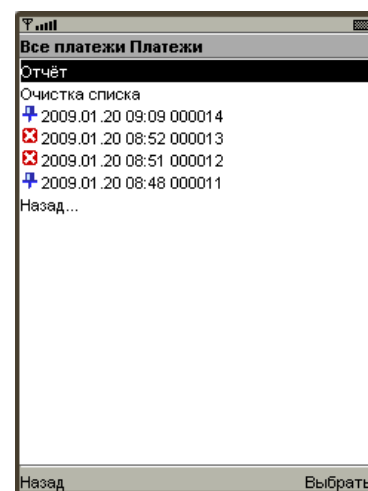 Все платежи Платежи
Отчёт
Очистка списка
2009.01.20 09:09 000014
2009.01.20 08:52 000013
2009.01.20 08:51 000012
2009.01.20 08:48 000011
Назад...
Назад Выбрать